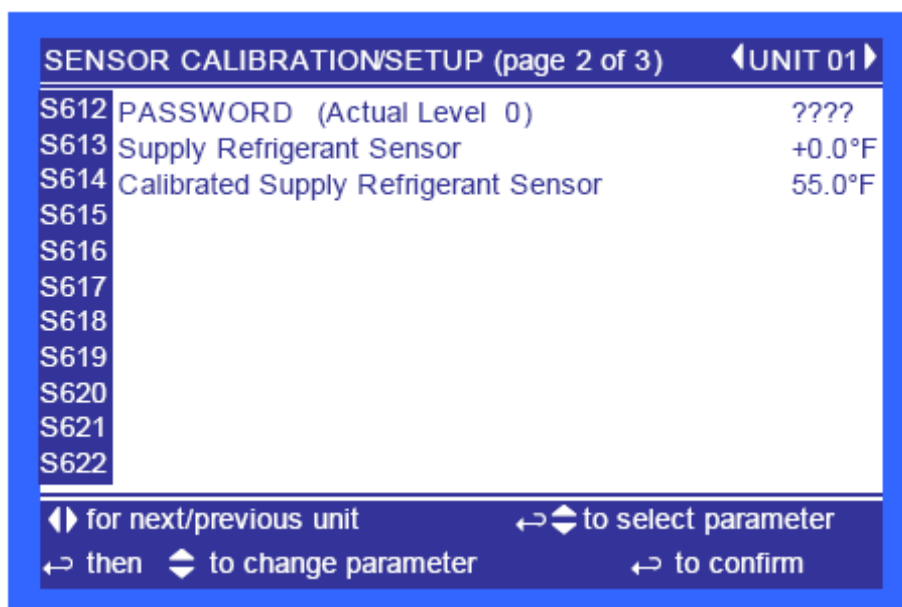 SENSOR CALIBRATION/SETUP (page 2 of 3) UNIT 01
S612 PASSWORD (Actual Level 0) ????
S613 Supply Refrigerant Sensor +0.0°F
S614 Calibrated Supply Refrigerant Sensor 55.0°F
S615
S616
S617
S618
S619
S620
S621
S622
for next/previous unit to select parameter
then to change parameter to confirm